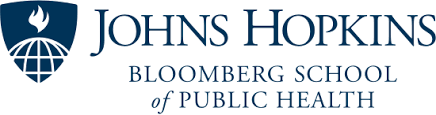 JOHNS HOPKINS
BLOOMBERG SCHOOL
of PUBLIC HEALTH